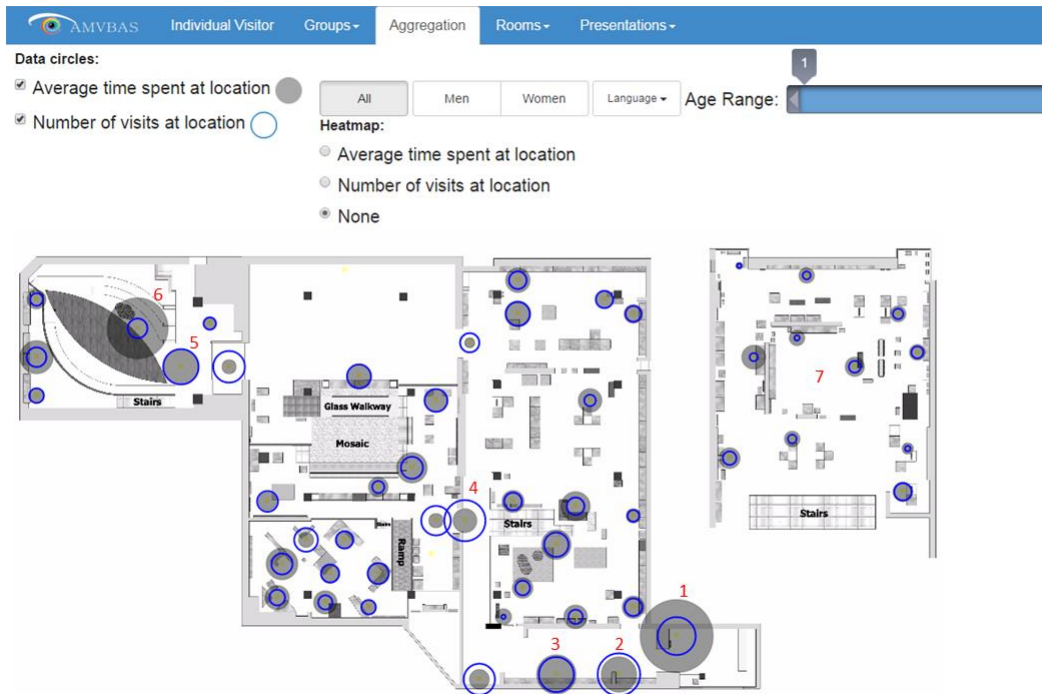 AMVBAS Individual Visitor Groups Aggregation Rooms Presentations
Data circles:
Average time spent at location
Number of visits at location
1
All Men Women Language Age Range:
Heatmap:
Average time spent at location
Number of visits at location
None
6
5
Stairs
Glass Walkway
Mosaic
7
4
Stairs
Stairs
Stairs
Ramp
1
3
2